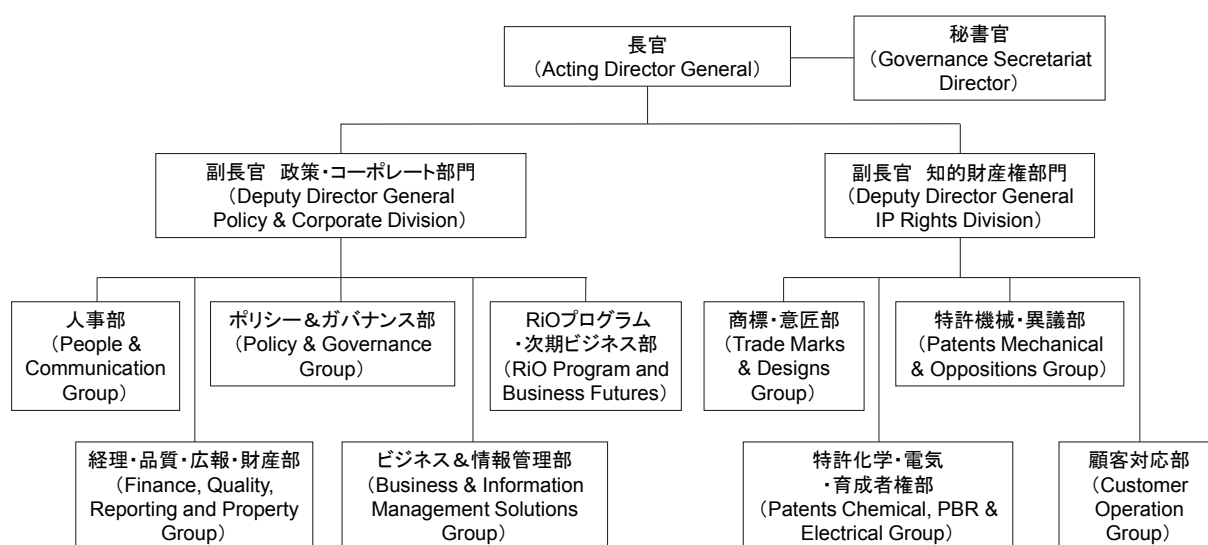 長官
（Acting Director General）
秘書官
（Governance Secretariat
Director）
副長官 政策・コーポレート部門
（Deputy Director General
Policy & Corporate Division）
副長官 知的財産権部門
（Deputy Director General
IP Rights Division）
人事部
（People &
Communication
Group）
ポリシー＆ガバナンス部
（Policy & Governance
Group）
RiOプログラム
・次期ビジネス部
（RiO Program and
Business Futures）
商標・意匠部
（Trade Marks
& Designs
Group）
特許機械・異議部
（Patents Mechanical
& Oppositions Group）
経理・品質・広報・財産部
（Finance, Quality,
Reporting and Property
Group）
ビジネス＆情報管理部
（Business & Information
Management Solutions
Group）
特許化学・電気
・育成者権部
（Patents Chemical, PBR &
Electrical Group）
顧客対応部
（Customer
Operation
Group）